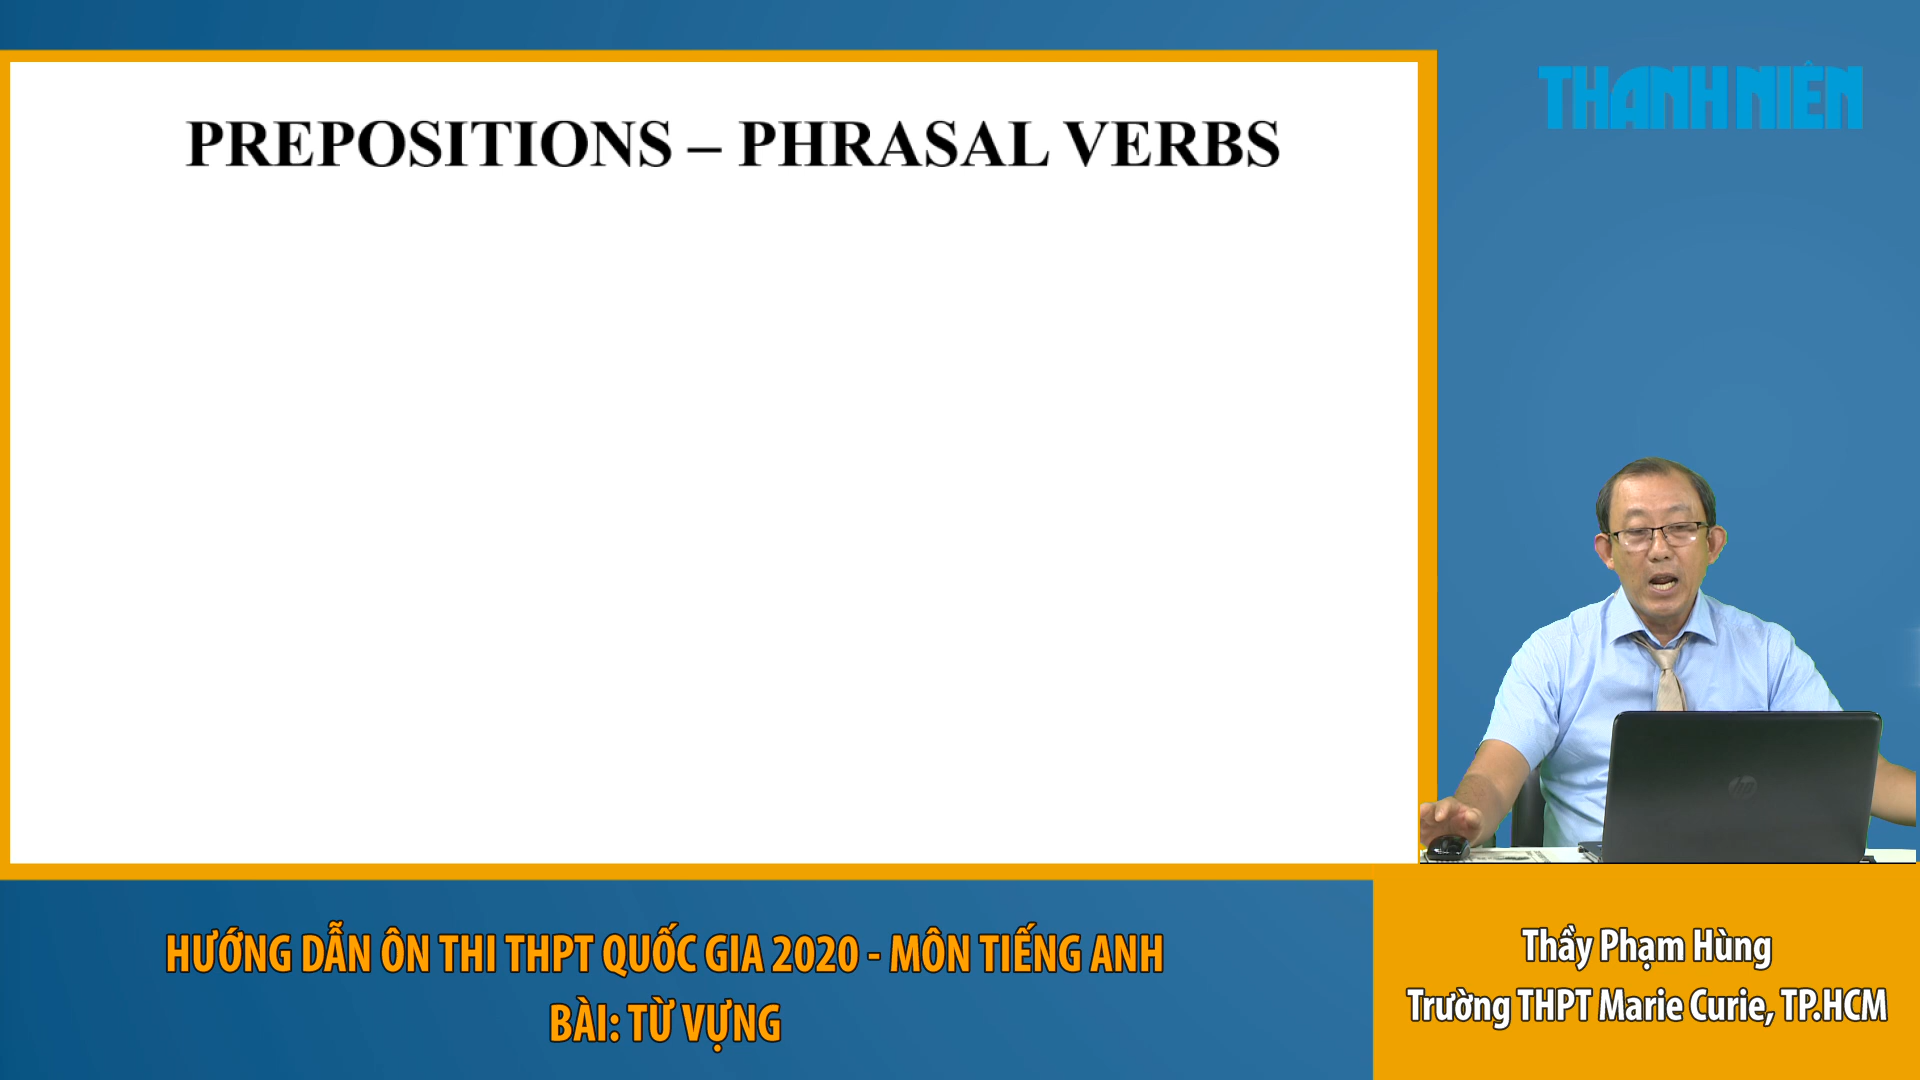 PREPOSITIONS – PHRASAL VERBS
THANH NIÊN
hp
HƯỚNG DẪN ÔN THI THPT QUỐC GIA 2020 - MÔN TIẾNG ANH
BÀI: TỪ VỰNG
Thầy Phạm Hùng
Trường THPT Marie Curie, TP.HCM